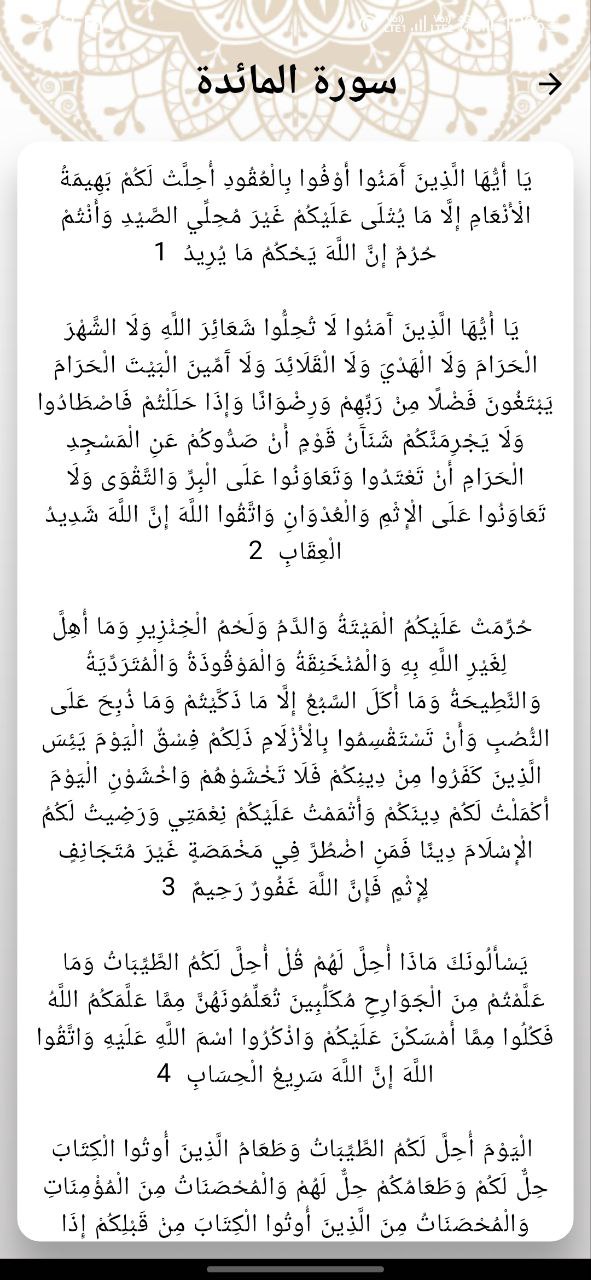 سورة المائدة
يَا أَيُّهَا الَّذِينَ آَمَنُوا أَوْفُوا بِالْعُقُودِ أُحِلَّتْ لَكُمْ بَهِيمَةُ
الْأَنْعَامِ إِلَّا مَا يُتْلَى عَلَيْكُمْ غَيْرَ مُحِلِّي الصَّيْدِ وَأَنْتُمْ
حُرُمٌ إِنَّ اللَّهَ يَحْكُمُ مَا يُرِيدُ 1
يَا أَيُّهَا الَّذِينَ آَمَنُوا لَا تُحِلُّوا شَعَائِرَ اللَّهِ وَلَا الشَّهْرَ
الْحَرَامَ وَلَا الْهَدْيَ وَلَا الْقَلَائِدَ وَلَا آَمِّينَ الْبَيْتَ الْحَرَامَ
يَبْتَغُونَ فَضْلًا مِنْ رَبِّهِمْ وَرِضْوَانًا وَإِذَا حَلَلْتُمْ فَاصْطَادُوا
وَلَا يَجْرِمَنَّكُمْ شَنَآَنُ قَوْمٍ أَنْ صَدُّوكُمْ عَنِ الْمَسْجِدِ
الْحَرَامِ أَنْ تَعْتَدُوا وَتَعَاوَنُوا عَلَى الْبِرِّ وَالتَّقْوَى وَلَا
تَعَاوَنُوا عَلَى الْإِثْمِ وَالْعُدْوَانِ وَاتَّقُوا اللَّهَ إِنَّ اللَّهَ شَدِيدُ
الْعِقَابِ 2
حُرِّمَتْ عَلَيْكُمُ الْمَيْتَةُ وَالدَّمُ وَلَحْمُ الْخِنْزِيرِ وَمَا أُهِلَّ
لِغَيْرِ اللَّهِ بِهِ وَالْمُنْخَنِقَةُ وَالْمَوْقُوذَةُ وَالْمُتَرَدِّيَةُ
وَالنَّطِيحَةُ وَمَا أَكَلَ السَّبُعُ إِلَّا مَا ذَكَّيْتُمْ وَمَا ذُبِحَ عَلَى
النُّصُبِ وَأَنْ تَسْتَقْسِمُوا بِالْأَزْلَامِ ذَلِكُمْ فِسْقٌ الْيَوْمَ يَئِسَ
الَّذِينَ كَفَرُوا مِنْ دِينِكُمْ فَلَا تَخْشَوْهُمْ وَاخْشَوْنِ الْيَوْمَ
أَكْمَلْتُ لَكُمْ دِينَكُمْ وَأَتْمَمْتُ عَلَيْكُمْ نِعْمَتِي وَرَضِيتُ لَكُمُ
الْإِسْلَامَ دِينًا فَمَنِ اضْطُرَّ فِي مَخْمَصَةٍ غَيْرَ مُتَجَانِفٍ
لِإِثْمٍ فَإِنَّ اللَّهَ غَفُورٌ رَحِيمٌ 3
يَسْأَلُونَكَ مَاذَا أُحِلَّ لَهُمْ قُلْ أُحِلَّ لَكُمُ الطَّيِّبَاتُ وَمَا
عَلَّمْتُمْ مِنَ الْجَوَارِحِ مُكَلِّبِينَ تُعَلِّمُونَهُنَّ مِمَّا عَلَّمَكُمُ اللَّهُ
فَكُلُوا مِمَّا أَمْسَكْنَ عَلَيْكُمْ وَاذْكُرُوا اسْمَ اللَّهِ عَلَيْهِ وَاتَّقُوا
اللَّهَ إِنَّ اللَّهَ سَرِيعُ الْحِسَابِ 4
الْيَوْمَ أُحِلَّ لَكُمُ الطَّيِّبَاتُ وَطَعَامُ الَّذِينَ أُوتُوا الْكِتَابَ
حِلٌّ لَكُمْ وَطَعَامُكُمْ حِلٌّ لَهُمْ وَالْمُحْصَنَاتُ مِنَ الْمُؤْمِنَاتِ
وَالْمُحْصَنَاتُ مِنَ الَّذِينَ أُوتُوا الْكِتَابَ مِنْ قَبْلِكُمْ إِذَا